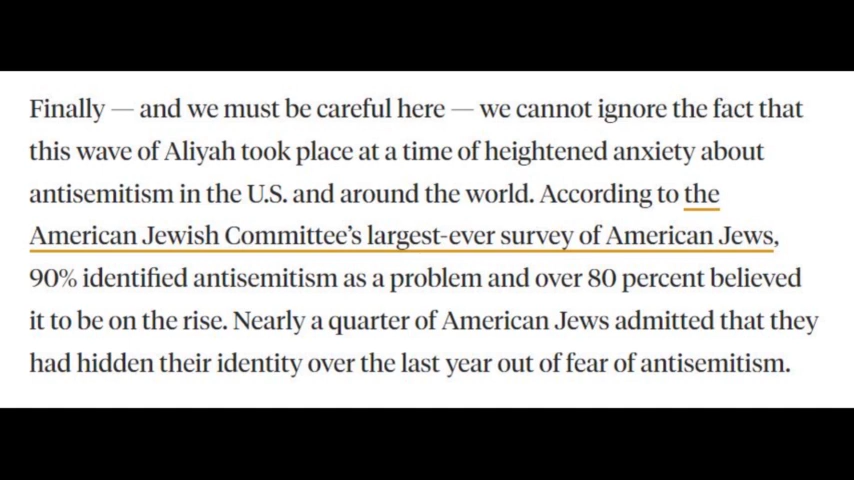 Finally — and we must be careful here — we cannot ignore the fact that
this wave of Aliyah took place at a time of heightened anxiety about
antisemitism in the U.S. and around the world. According to the
American Jewish Committee’s largest-ever survey of American Jews,
90% identified antisemitism as a problem and over 80 percent believed
it to be on the rise. Nearly a quarter of American Jews admitted that they
had hidden their identity over the last year out of fear of antisemitism.